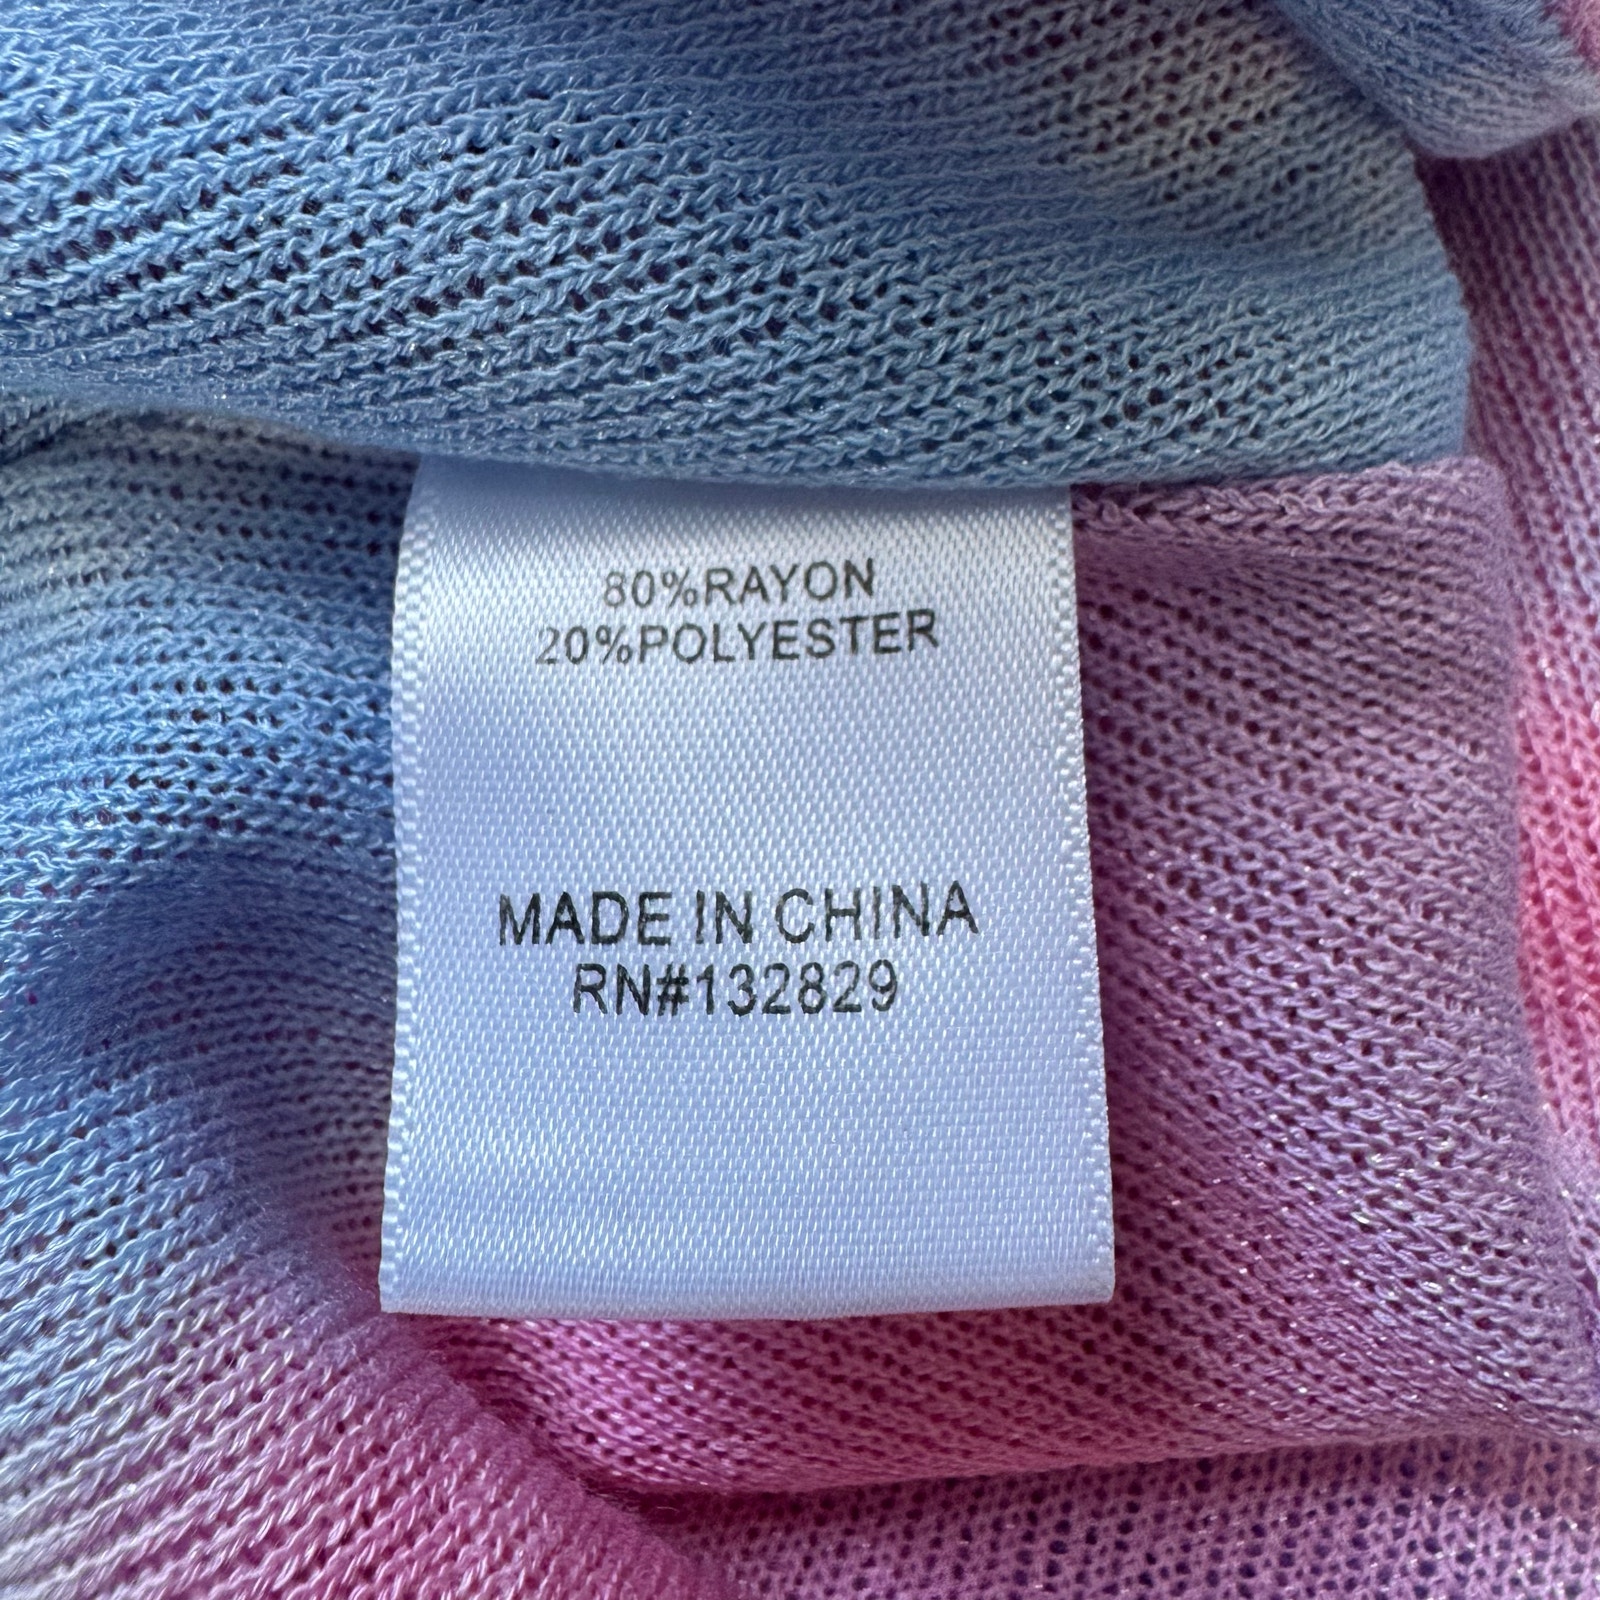 80%RAYON
20%POLYESTER
MADE IN CHINA
RN#132829